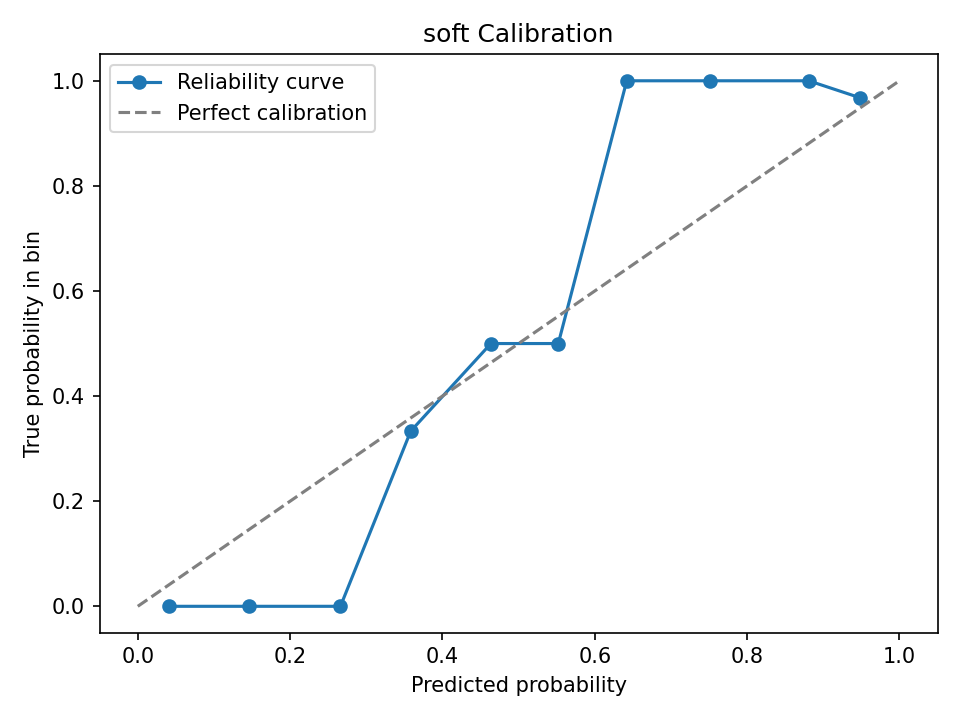 soft Calibration
Reliability curve
Perfect calibration
1.0
0.8
0.6
0.4
0.2
0.0
True probability in bin
0.0 0.2 0.4 0.6 0.8 1.0
Predicted probability